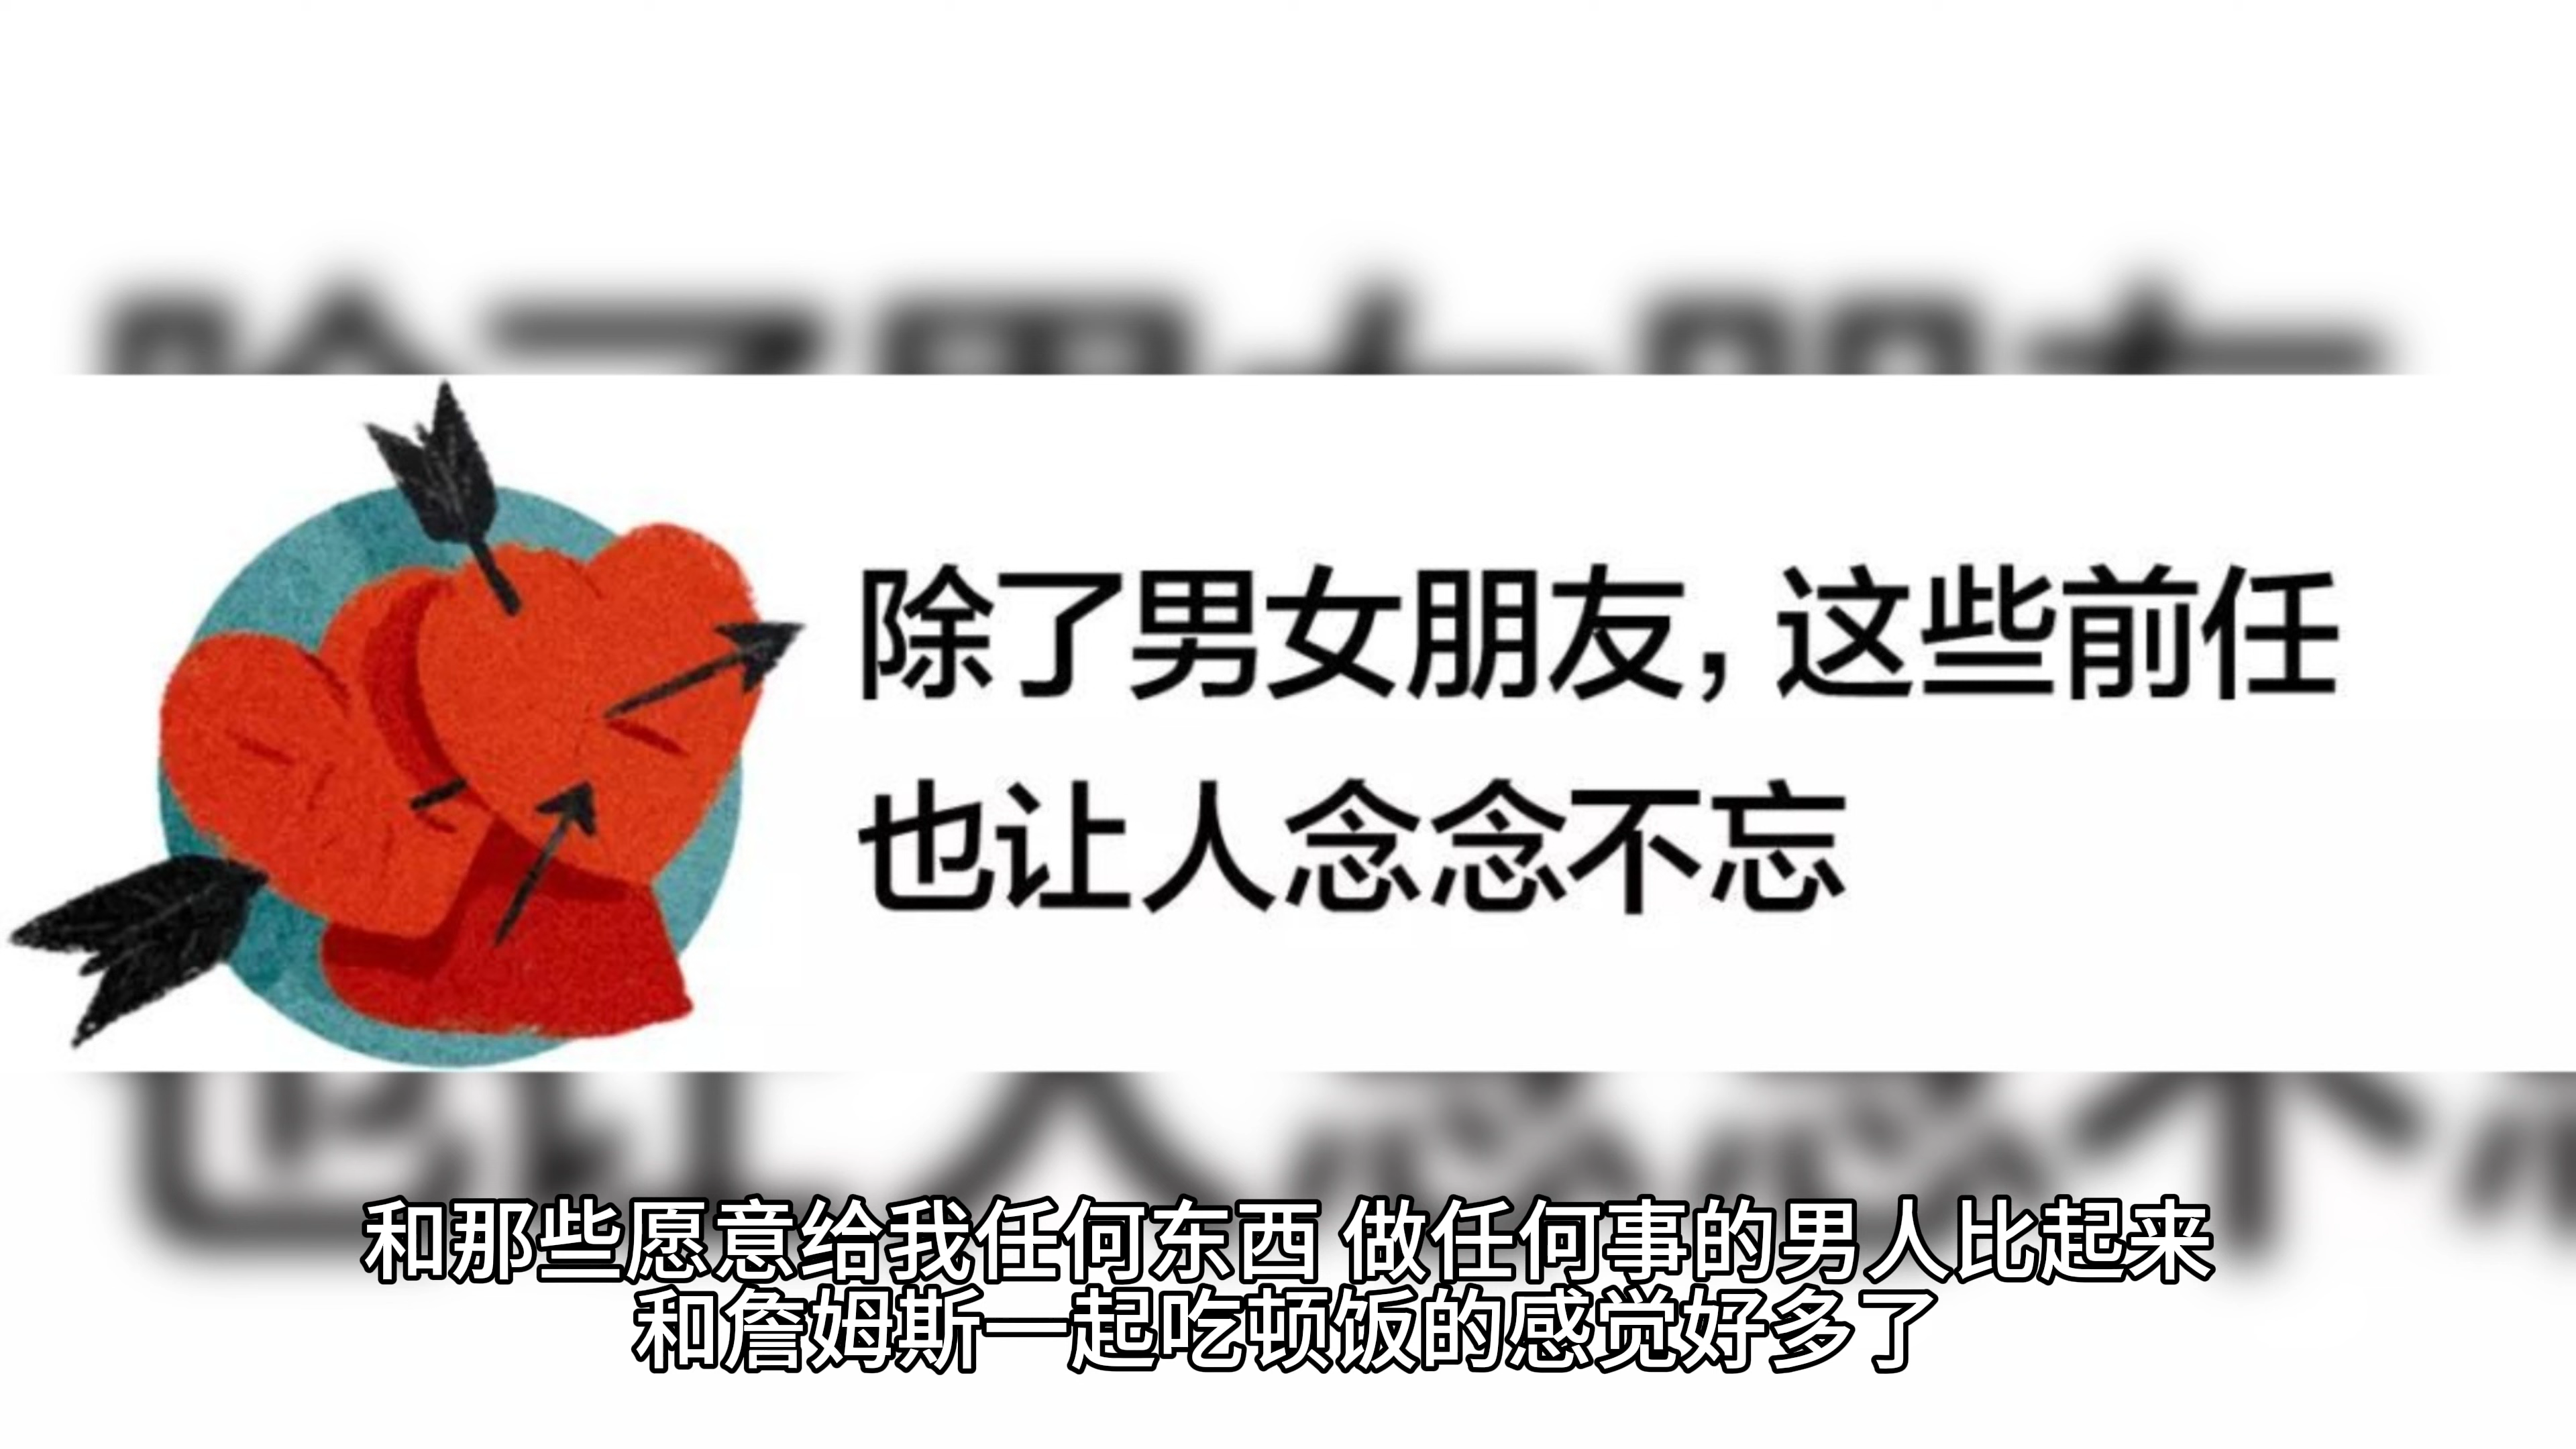 除了男女朋友，这些前任
也让人念念不忘
和那些愿意给我任何东西 做任何事的男人比起来
和詹姆斯一起吃顿饭的感觉好多了